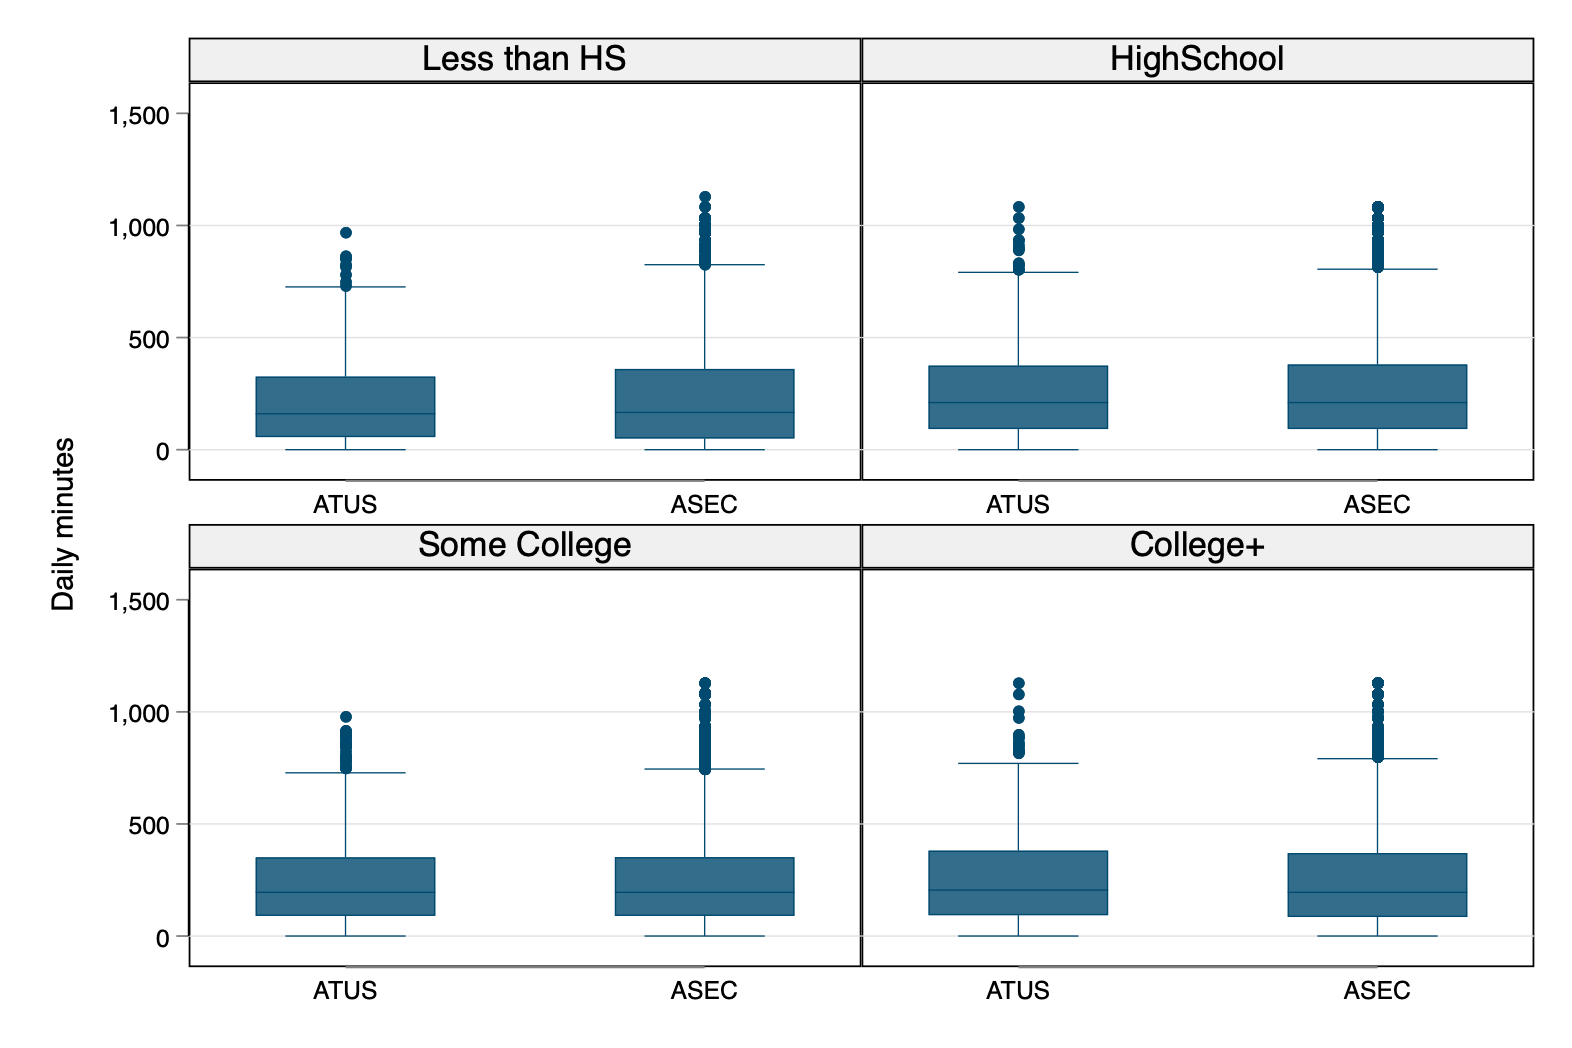 Less than HS
HighSchool
1,500
1,000
500
0
Daily minutes
ATUS
ASEC
ATUS
ASEC
Some College
College+
1,500
1,000
500
0
ATUS
ASEC
ATUS
ASEC